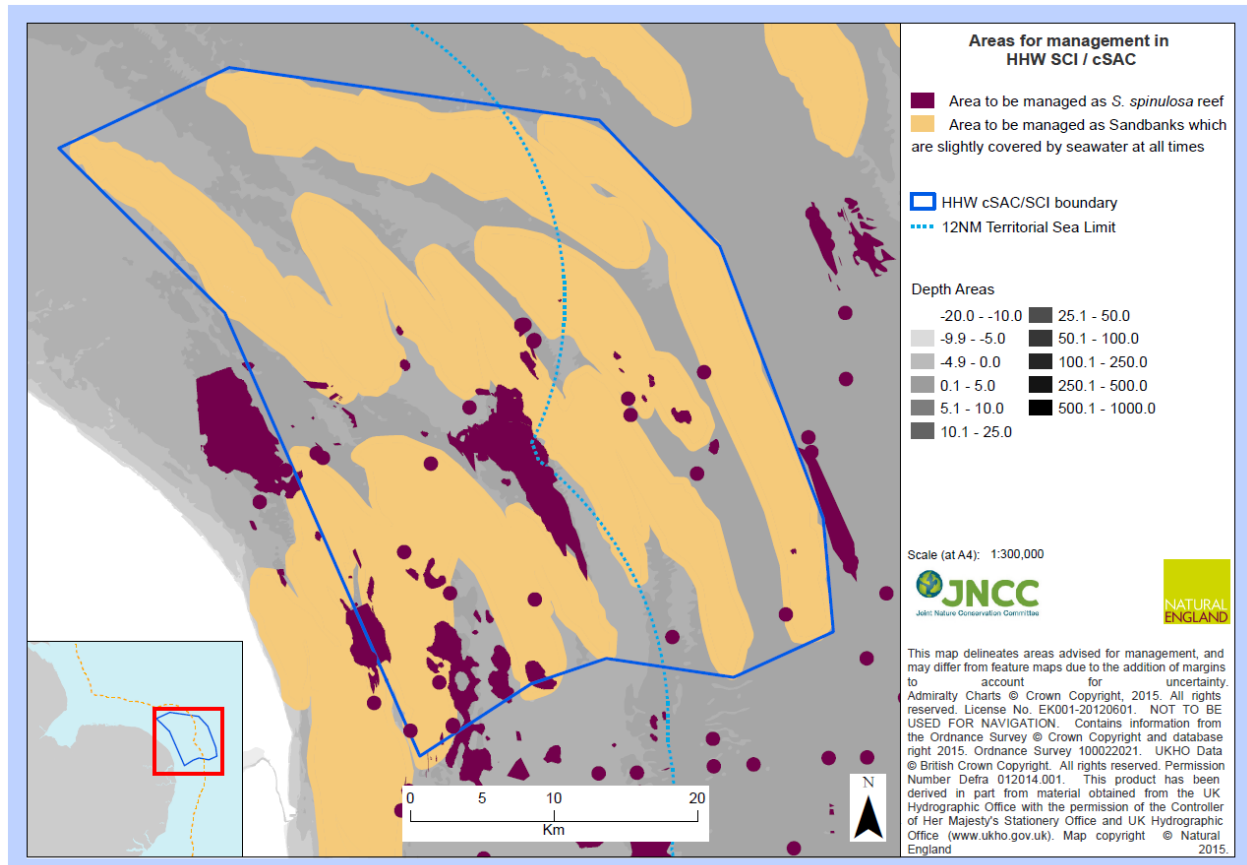 Areas for management in
HHW SCI / cSAC
Area to be managed as S. spinulosa reef
Area to be managed as Sandbanks which
are slightly covered by seawater at all times
HHW cSAC/SCI boundary
12NM Territorial Sea Limit
Depth Areas
-20.0 - -10.0
-9.9 - -5.0
-4.9 - 0.0
0.1 - 5.0
5.1 - 10.0
10.1 - 25.0
25.1 - 50.0
50.1 - 100.0
100.1 - 250.0
250.1 - 500.0
500.1 - 1000.0
Scale (at A4): 1:300,000
JNCC
Joint Nature Conservation Committee
NATURAL
ENGLAND
This map delineates areas advised for management, and
may differ from feature maps due to the addition of margins
to account for uncertainty.
Admiralty Charts © Crown Copyright, 2015. All rights
reserved. License No. EK001-20120601. NOT TO BE
USED FOR NAVIGATION. Contains information from
the Ordnance Survey © Crown Copyright and database
right 2015. Ordnance Survey 100022021. UKHO Data
© British Crown Copyright. All rights reserved. Permission
Number Defra 012014.001. This product has been
derived in part from material obtained from the UK
Hydrographic Office with the permission of the Controller
of Her Majesty's Stationery Office and UK Hydrographic
Office (www.ukho.gov.uk). Map copyright © Natural
England 2015.
0 5 10 20
Km
N